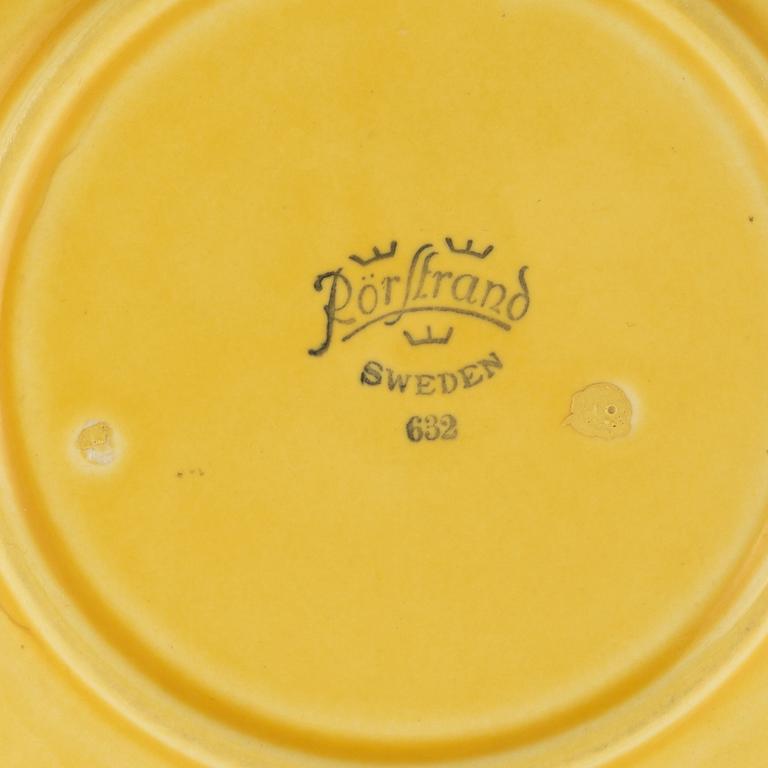 Rörstrand
SWEDEN
632